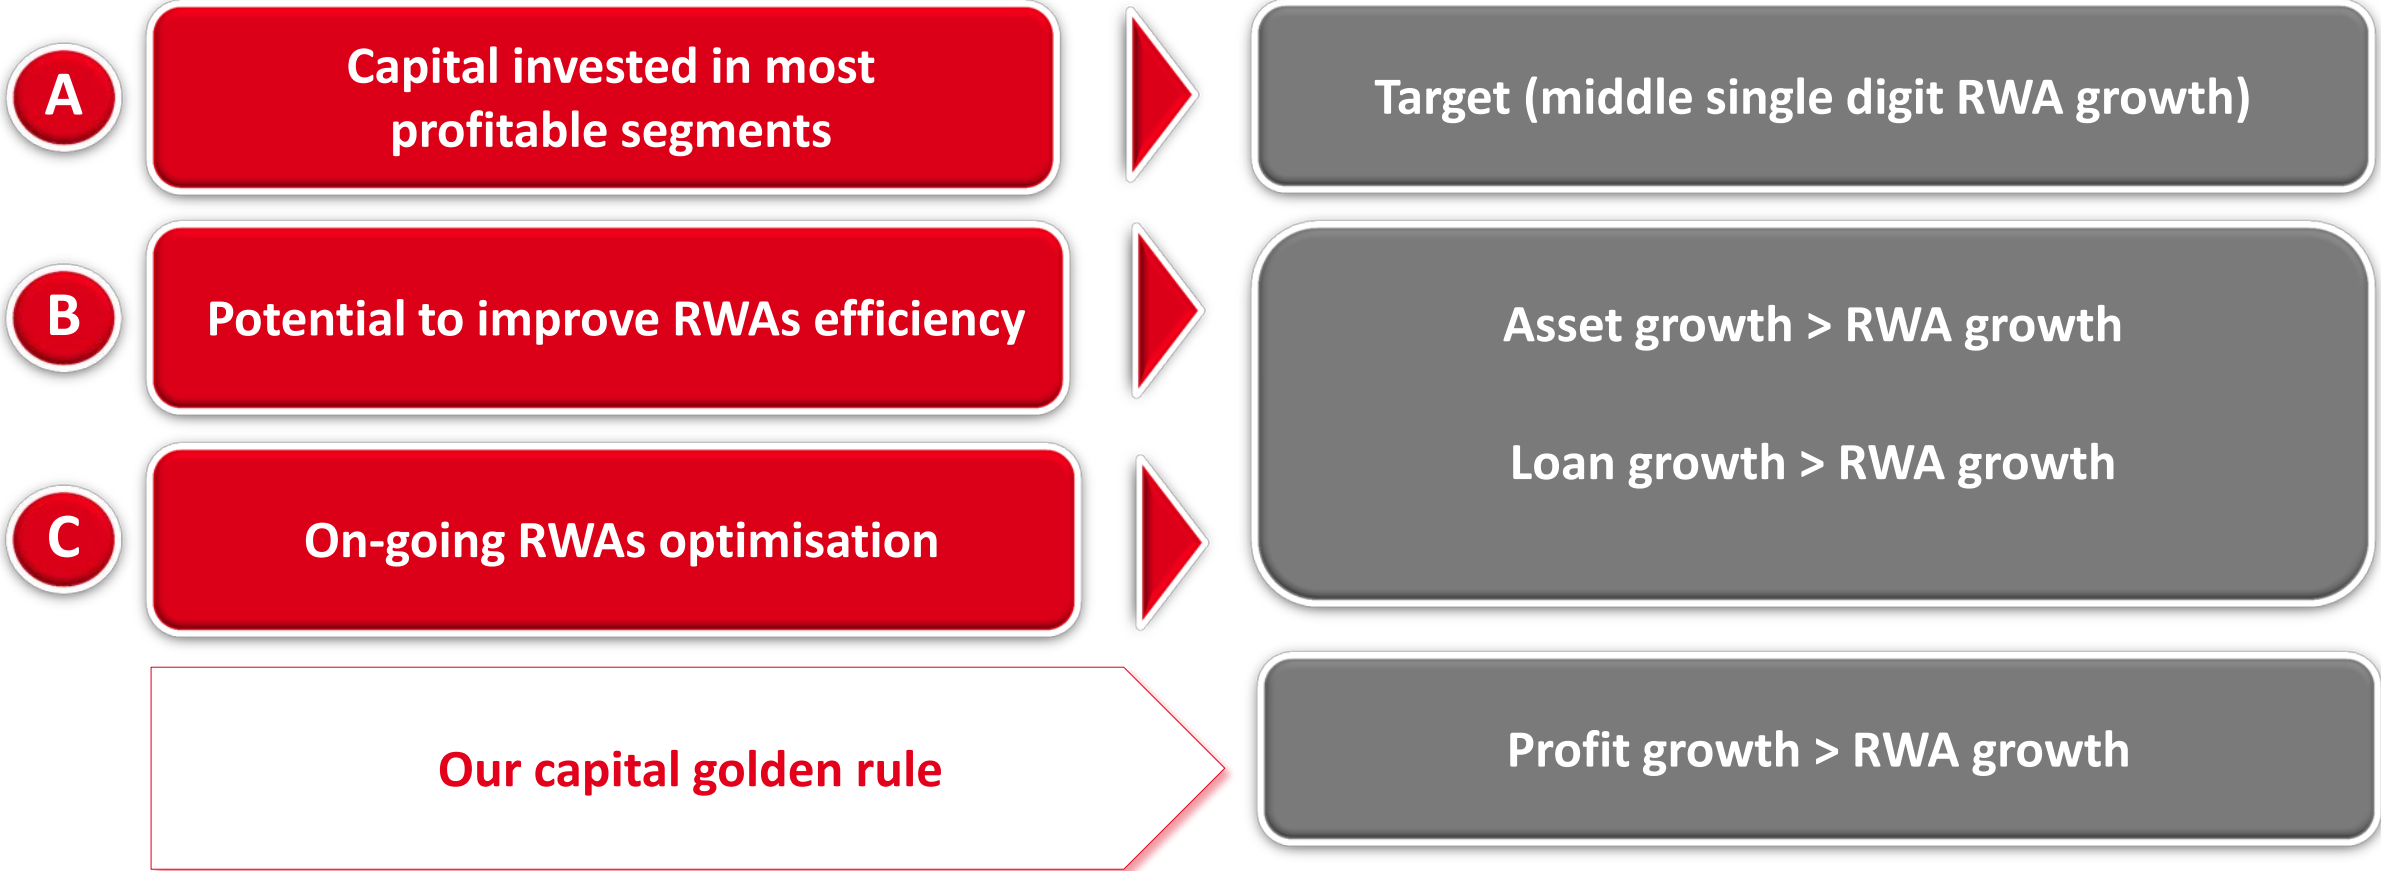 A
Capital invested in most
profitable segments
Target (middle single digit RWA growth)
B
Potential to improve RWAs efficiency
Asset growth > RWA growth
Loan growth > RWA growth
C
On-going RWAs optimisation
Our capital golden rule
Profit growth > RWA growth